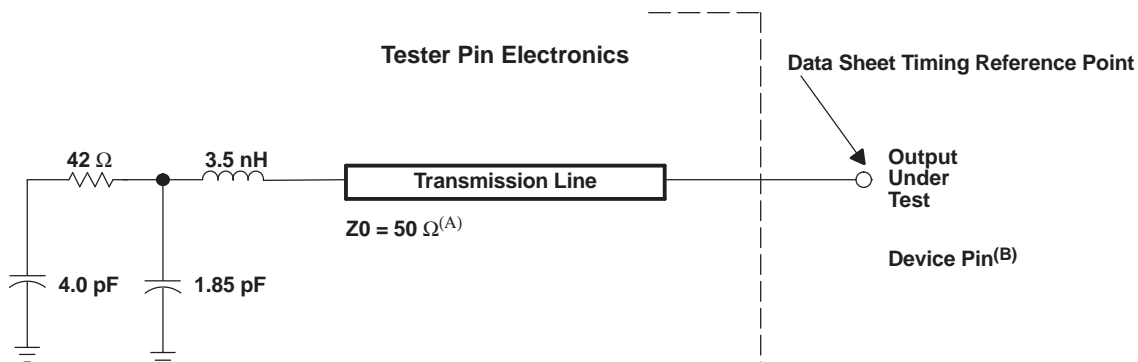 Tester Pin Electronics
Data Sheet Timing Reference Point
42 Ω
3.5 nH
Transmission Line
Output
Under
Test
Z0 = 50 Ω(A)
Device Pin(B)
4.0 pF
1.85 pF